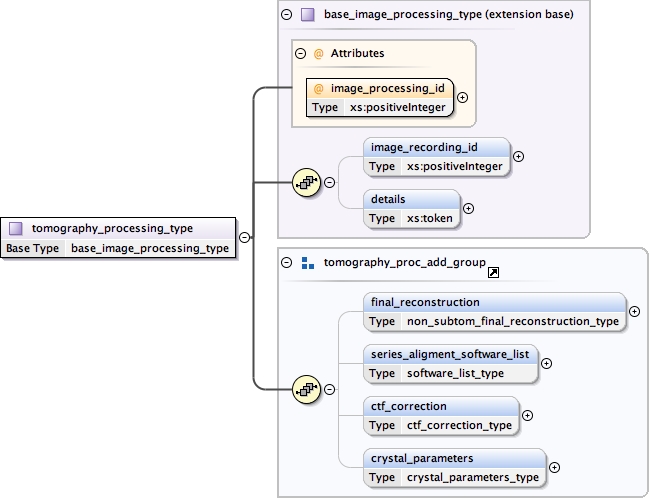 base_image_processing_type (extension base)
@ Attributes
@ image_processing_id
Type xs:positiveInteger
image_recording_id
Type xs:positiveInteger
details
Type xs:token
tomography_processing_type
Base Type base_image_processing_type
tomography_proc_add_group
final_reconstruction
Type non_subtom_final_reconstruction_type
series_aligment_software_list
Type software_list_type
ctf_correction
Type ctf_correction_type
crystal_parameters
Type crystal_parameters_type